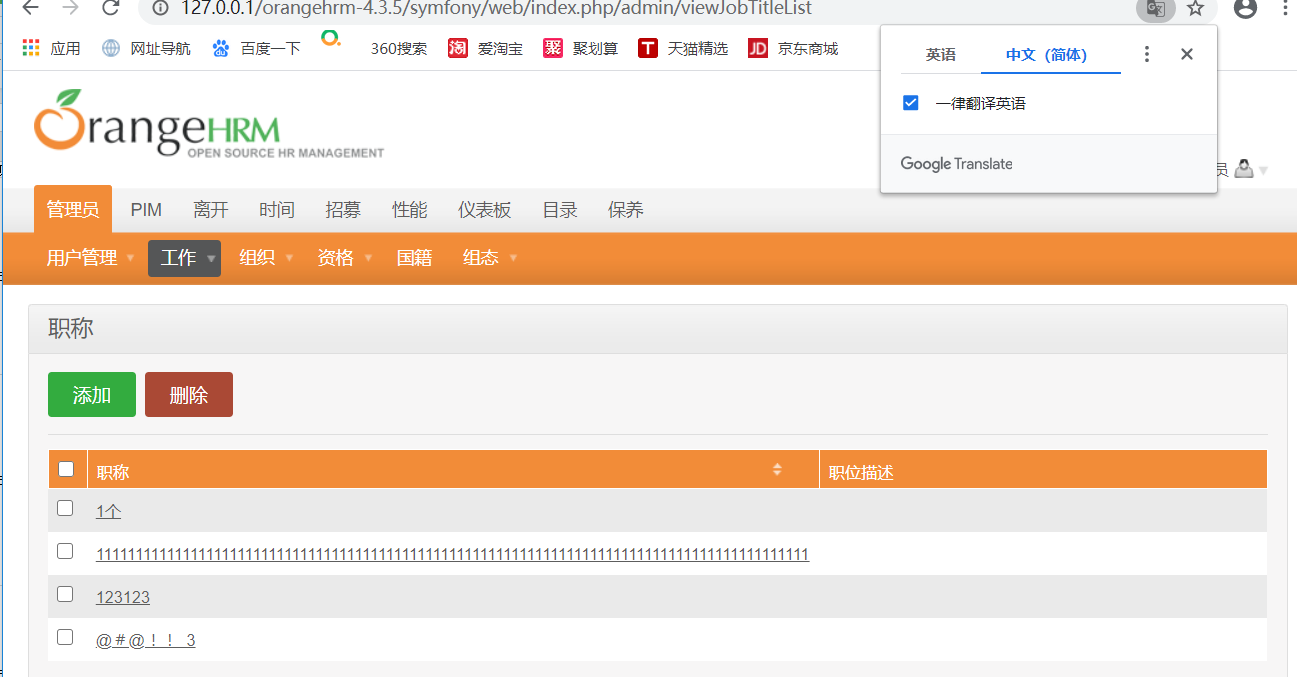 127.0.0.1/orangehrm-4.3.5/symfony/web/index.php/admin/viewJobTitleList
应用 网址导航 百度一下 360搜索 淘 爱淘宝 聚 聚划算 T 天猫精选 JD 京东商城
英语 中文（简体）
一律翻译英语
Google Translate
OrangeHRM
OPEN SOURCE HR MANAGEMENT
员
管理员 PIM 离开 时间 招募 性能 仪表板 目录 保养
用户管理 工作 组织 资格 国籍 组态
职称
添加 删除
职称 职位描述
1个
123123
@＃@！！ 3